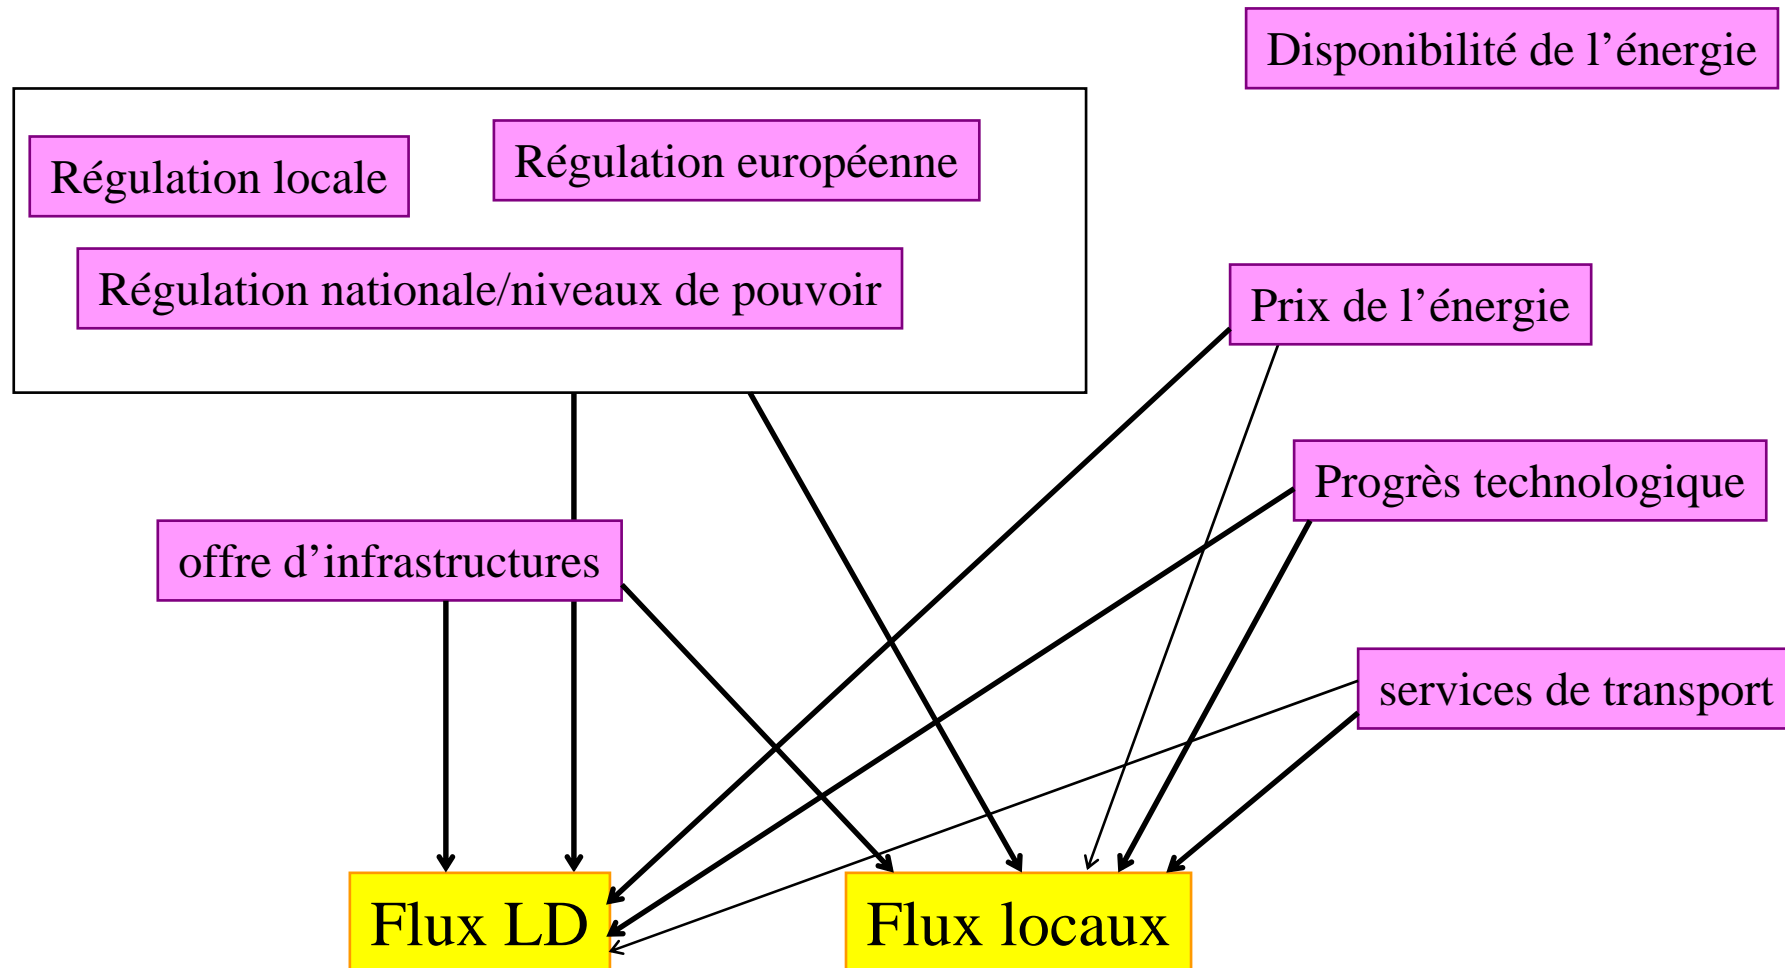 Disponibilité de l’énergie
Régulation locale
Régulation européenne
Régulation nationale/niveaux de pouvoir
Prix de l’énergie
Progrès technologique
offre d’infrastructures
services de transport
Flux LD
Flux locaux